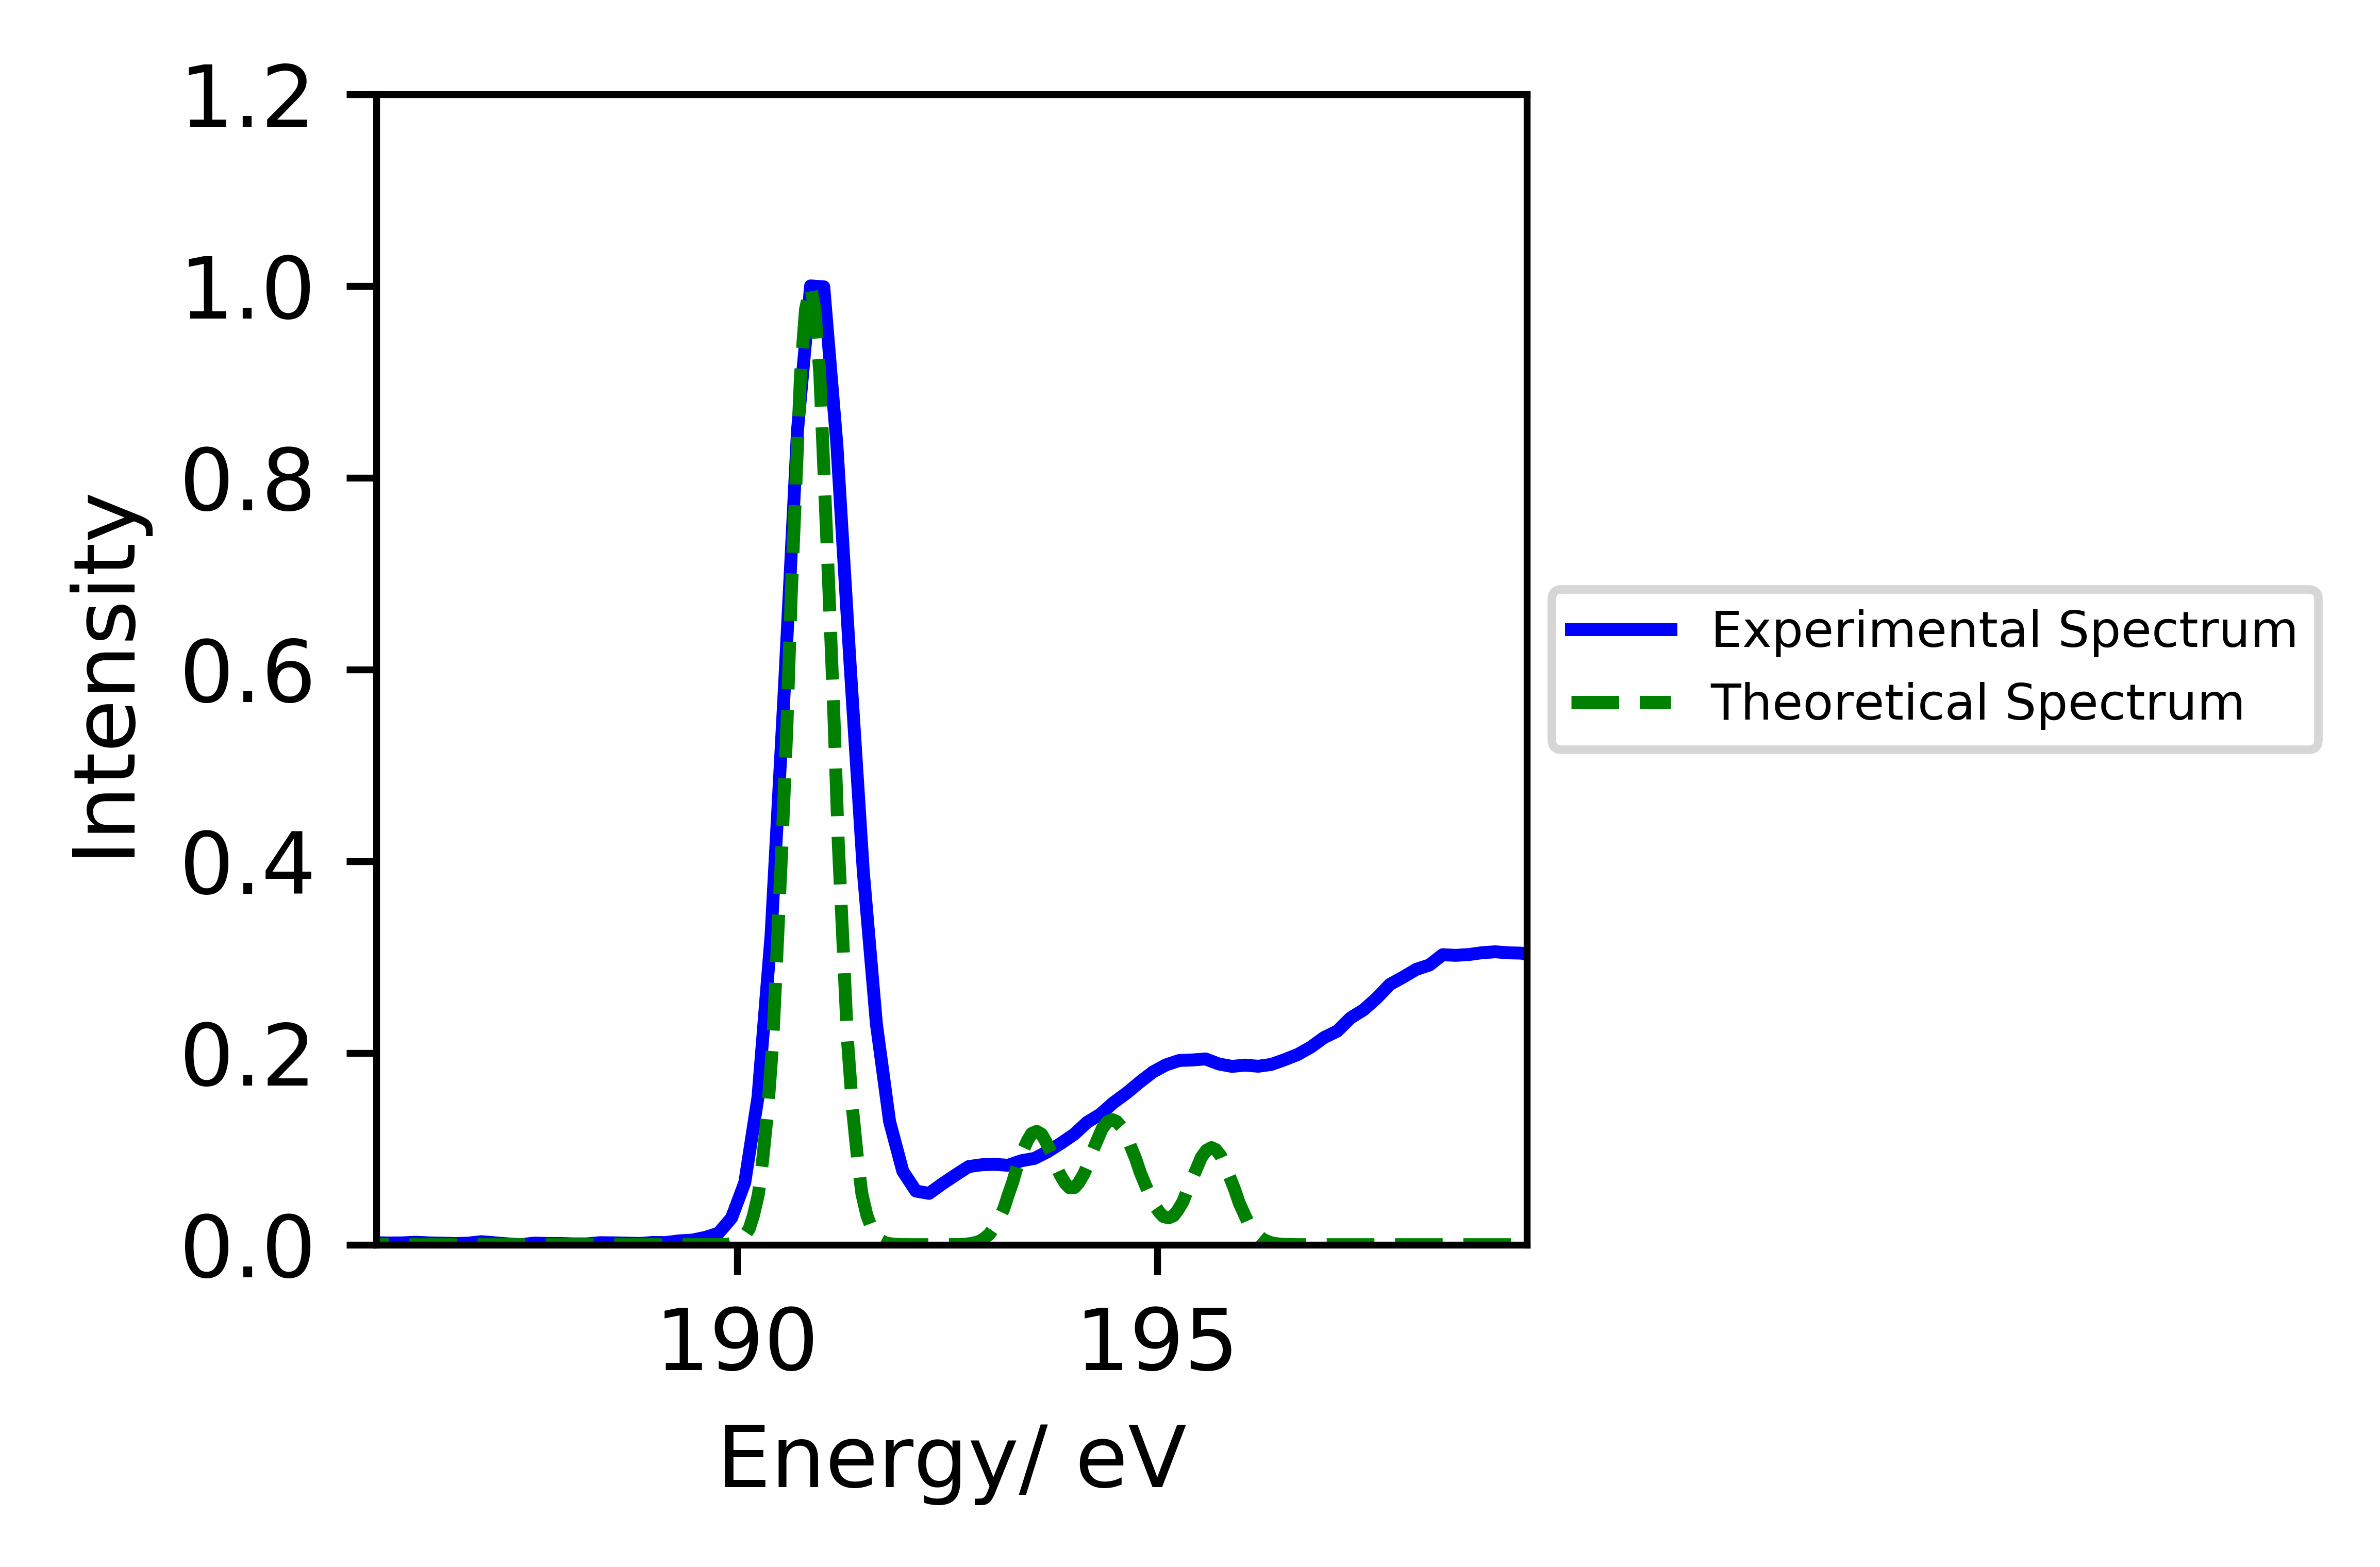 1.2
1.0
0.8
0.6
0.4
0.2
0.0
Intensity
190
195
Energy/ eV
Experimental Spectrum
Theoretical Spectrum